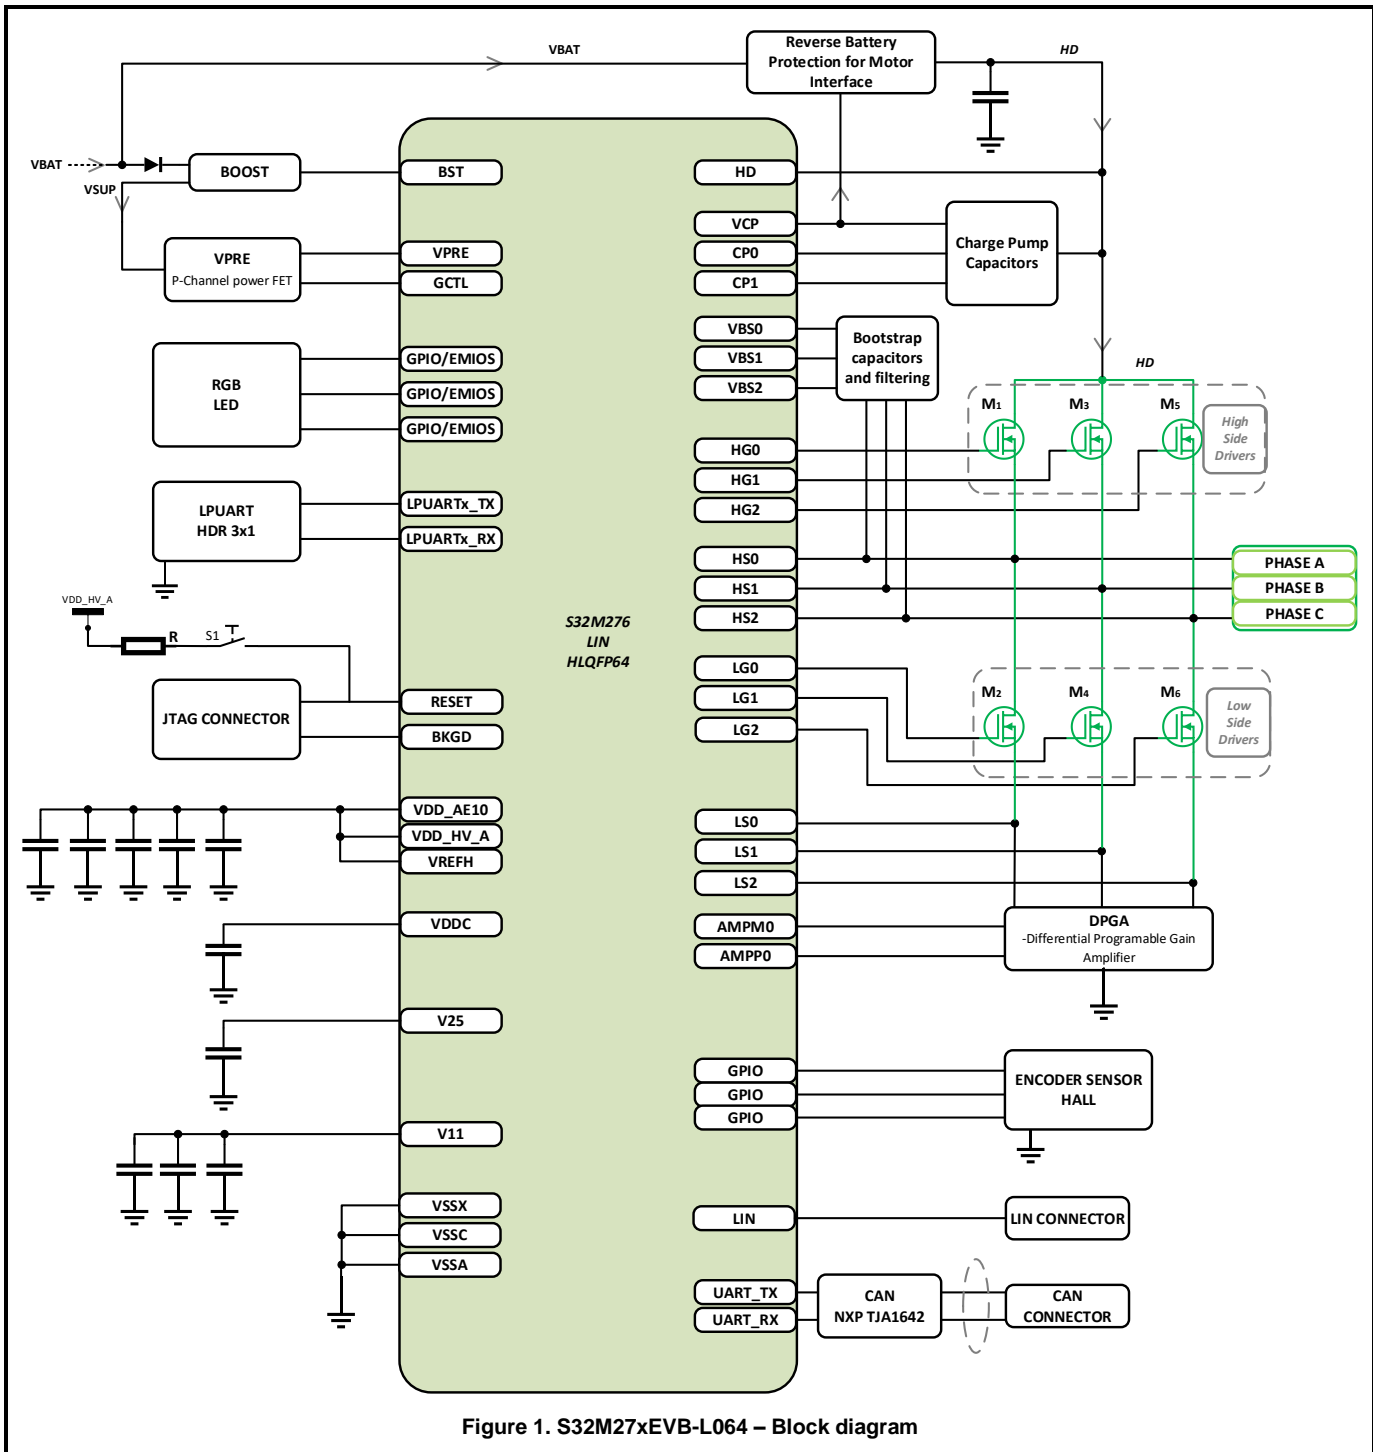 VBAT
Reverse Battery
Protection for Motor
Interface
HD
VBAT
VSUP
BOOST
BST
HD
VPRE
P-Channel power FET
VPRE
GCTL
VCP
CP0
CP1
Charge Pump
Capacitors
RGB
LED
GPIO/EMIOS
GPIO/EMIOS
GPIO/EMIOS
VBS0
VBS1
VBS2
Bootstrap
capacitors
and filtering
HD
M1
M3
M5
High
Side
Drivers
HG0
HG1
HG2
LPUART
HDR 3x1
LPUARTx_TX
LPUARTx_RX
HS0
HS1
HS2
PHASE A
PHASE B
PHASE C
VDD_HV_A
R
S1
S32M276
LIN
HLQFP64
JTAG CONNECTOR
RESET
BKGD
LG0
LG1
LG2
M2
M4
M6
Low
Side
Drivers
VDD_AE10
VDD_HV_A
VREFH
LS0
LS1
LS2
VDDC
AMPM0
AMPP0
DPGA
-Differential Programable Gain
Amplifier
V25
GPIO
GPIO
GPIO
ENCODER SENSOR
HALL
V11
VSSX
VSSC
VSSA
LIN
LIN CONNECTOR
UART_TX
UART_RX
CAN
NXP TJA1642
CAN
CONNECTOR
Figure 1. S32M27xEVB-L064 – Block diagram